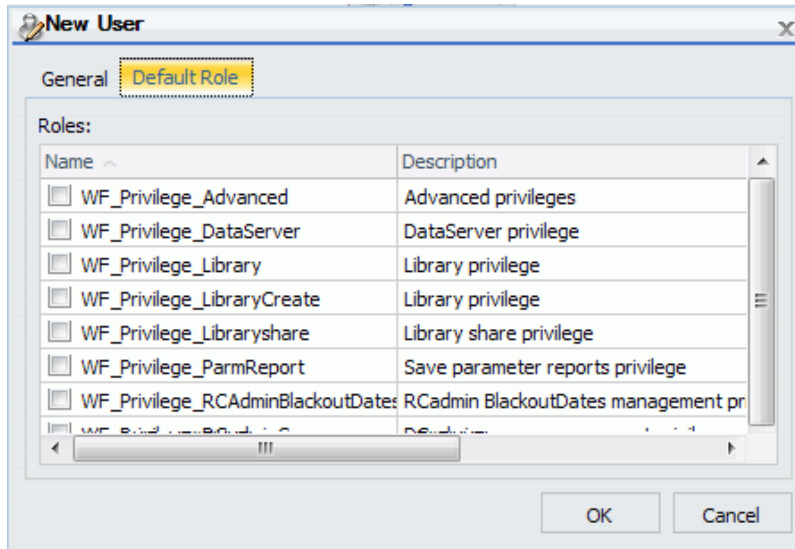 New User
General Default Role
Roles:
Name Description
WF_Privilege_Advanced Advanced privileges
WF_Privilege_DataServer DataServer privilege
WF_Privilege_Library Library privilege
WF_Privilege_LibraryCreate Library privilege
WF_Privilege_Libraryshare Library share privilege
WF_Privilege_ParmReport Save parameter reports privilege
WF_Privilege_RCAdminBlackoutDates RCadmin BlackoutDates management pri
OK Cancel